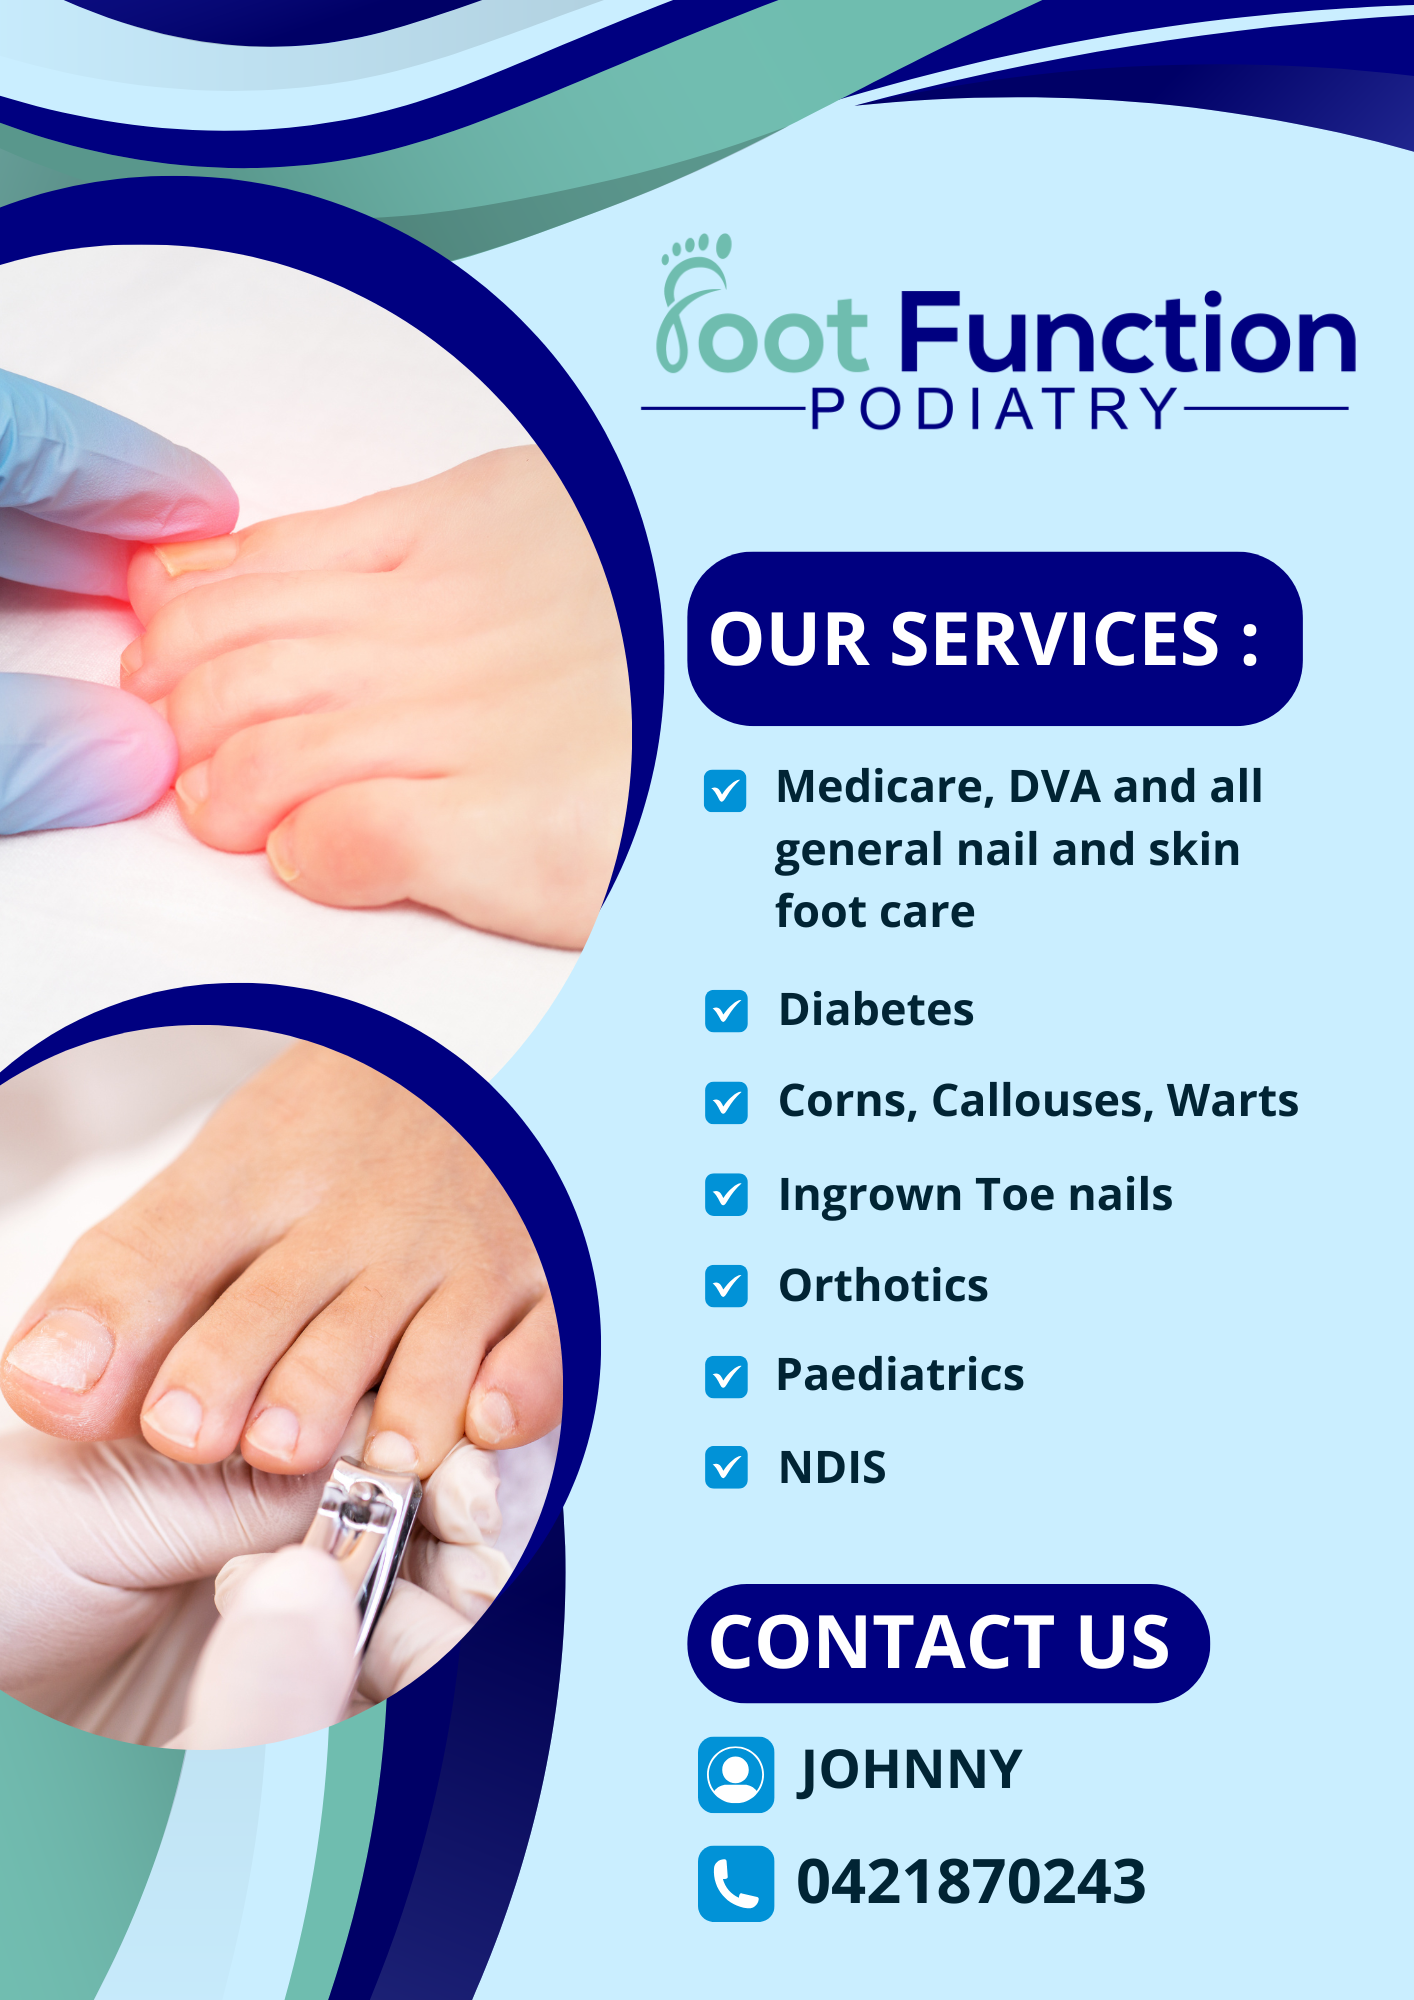 Foot Function
PODIATRY
OUR SERVICES :
Medicare, DVA and all
general nail and skin
foot care
Diabetes
Corns, Callouses, Warts
Ingrown Toe nails
Orthotics
Paediatrics
NDIS
CONTACT US
JOHNNY
0421870243